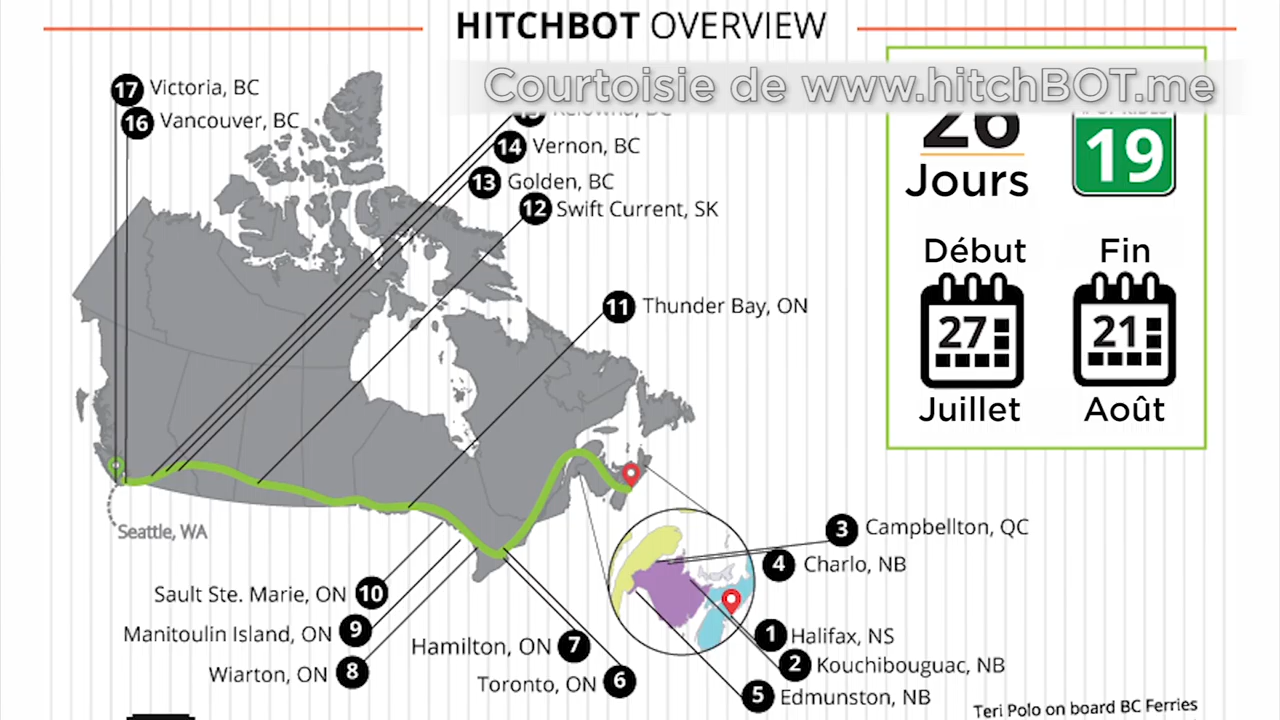 HITCHBOT OVERVIEW
Courtoisie de www.hitchBOT.me
17 Victoria, BC
16 Vancouver, BC
14 Vernon, BC
13 Golden, BC
12 Swift Current, SK
11 Thunder Bay, ON
26
Jours
19
Début
27
Juillet
Fin
21
Août
Seattle, WA
Sault Ste. Marie, ON 10
Manitoulin Island, ON 9
Wiarton, ON 8
Hamilton, ON 7
Toronto, ON 6
3 Campbellton, QC
4 Charlo, NB
1 Halifax, NS
2 Kouchibouguac, NB
5 Edmunston, NB
Teri Polo on board BC Ferries